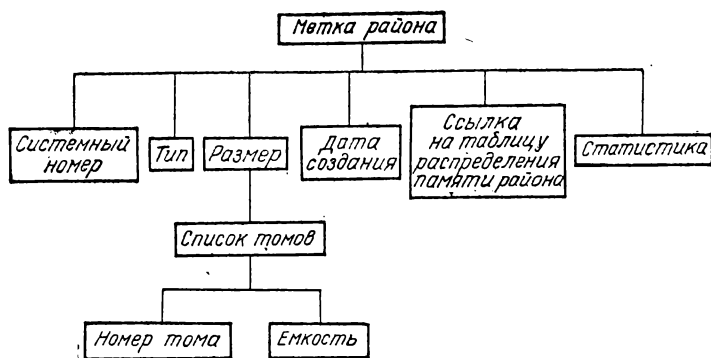 Метка района
Системный
номер
Тип
Размер
Дата
создания
Ссылка
на таблицу
распределения
памяти района
Статистика
Список томов
Номер тома
Емкость